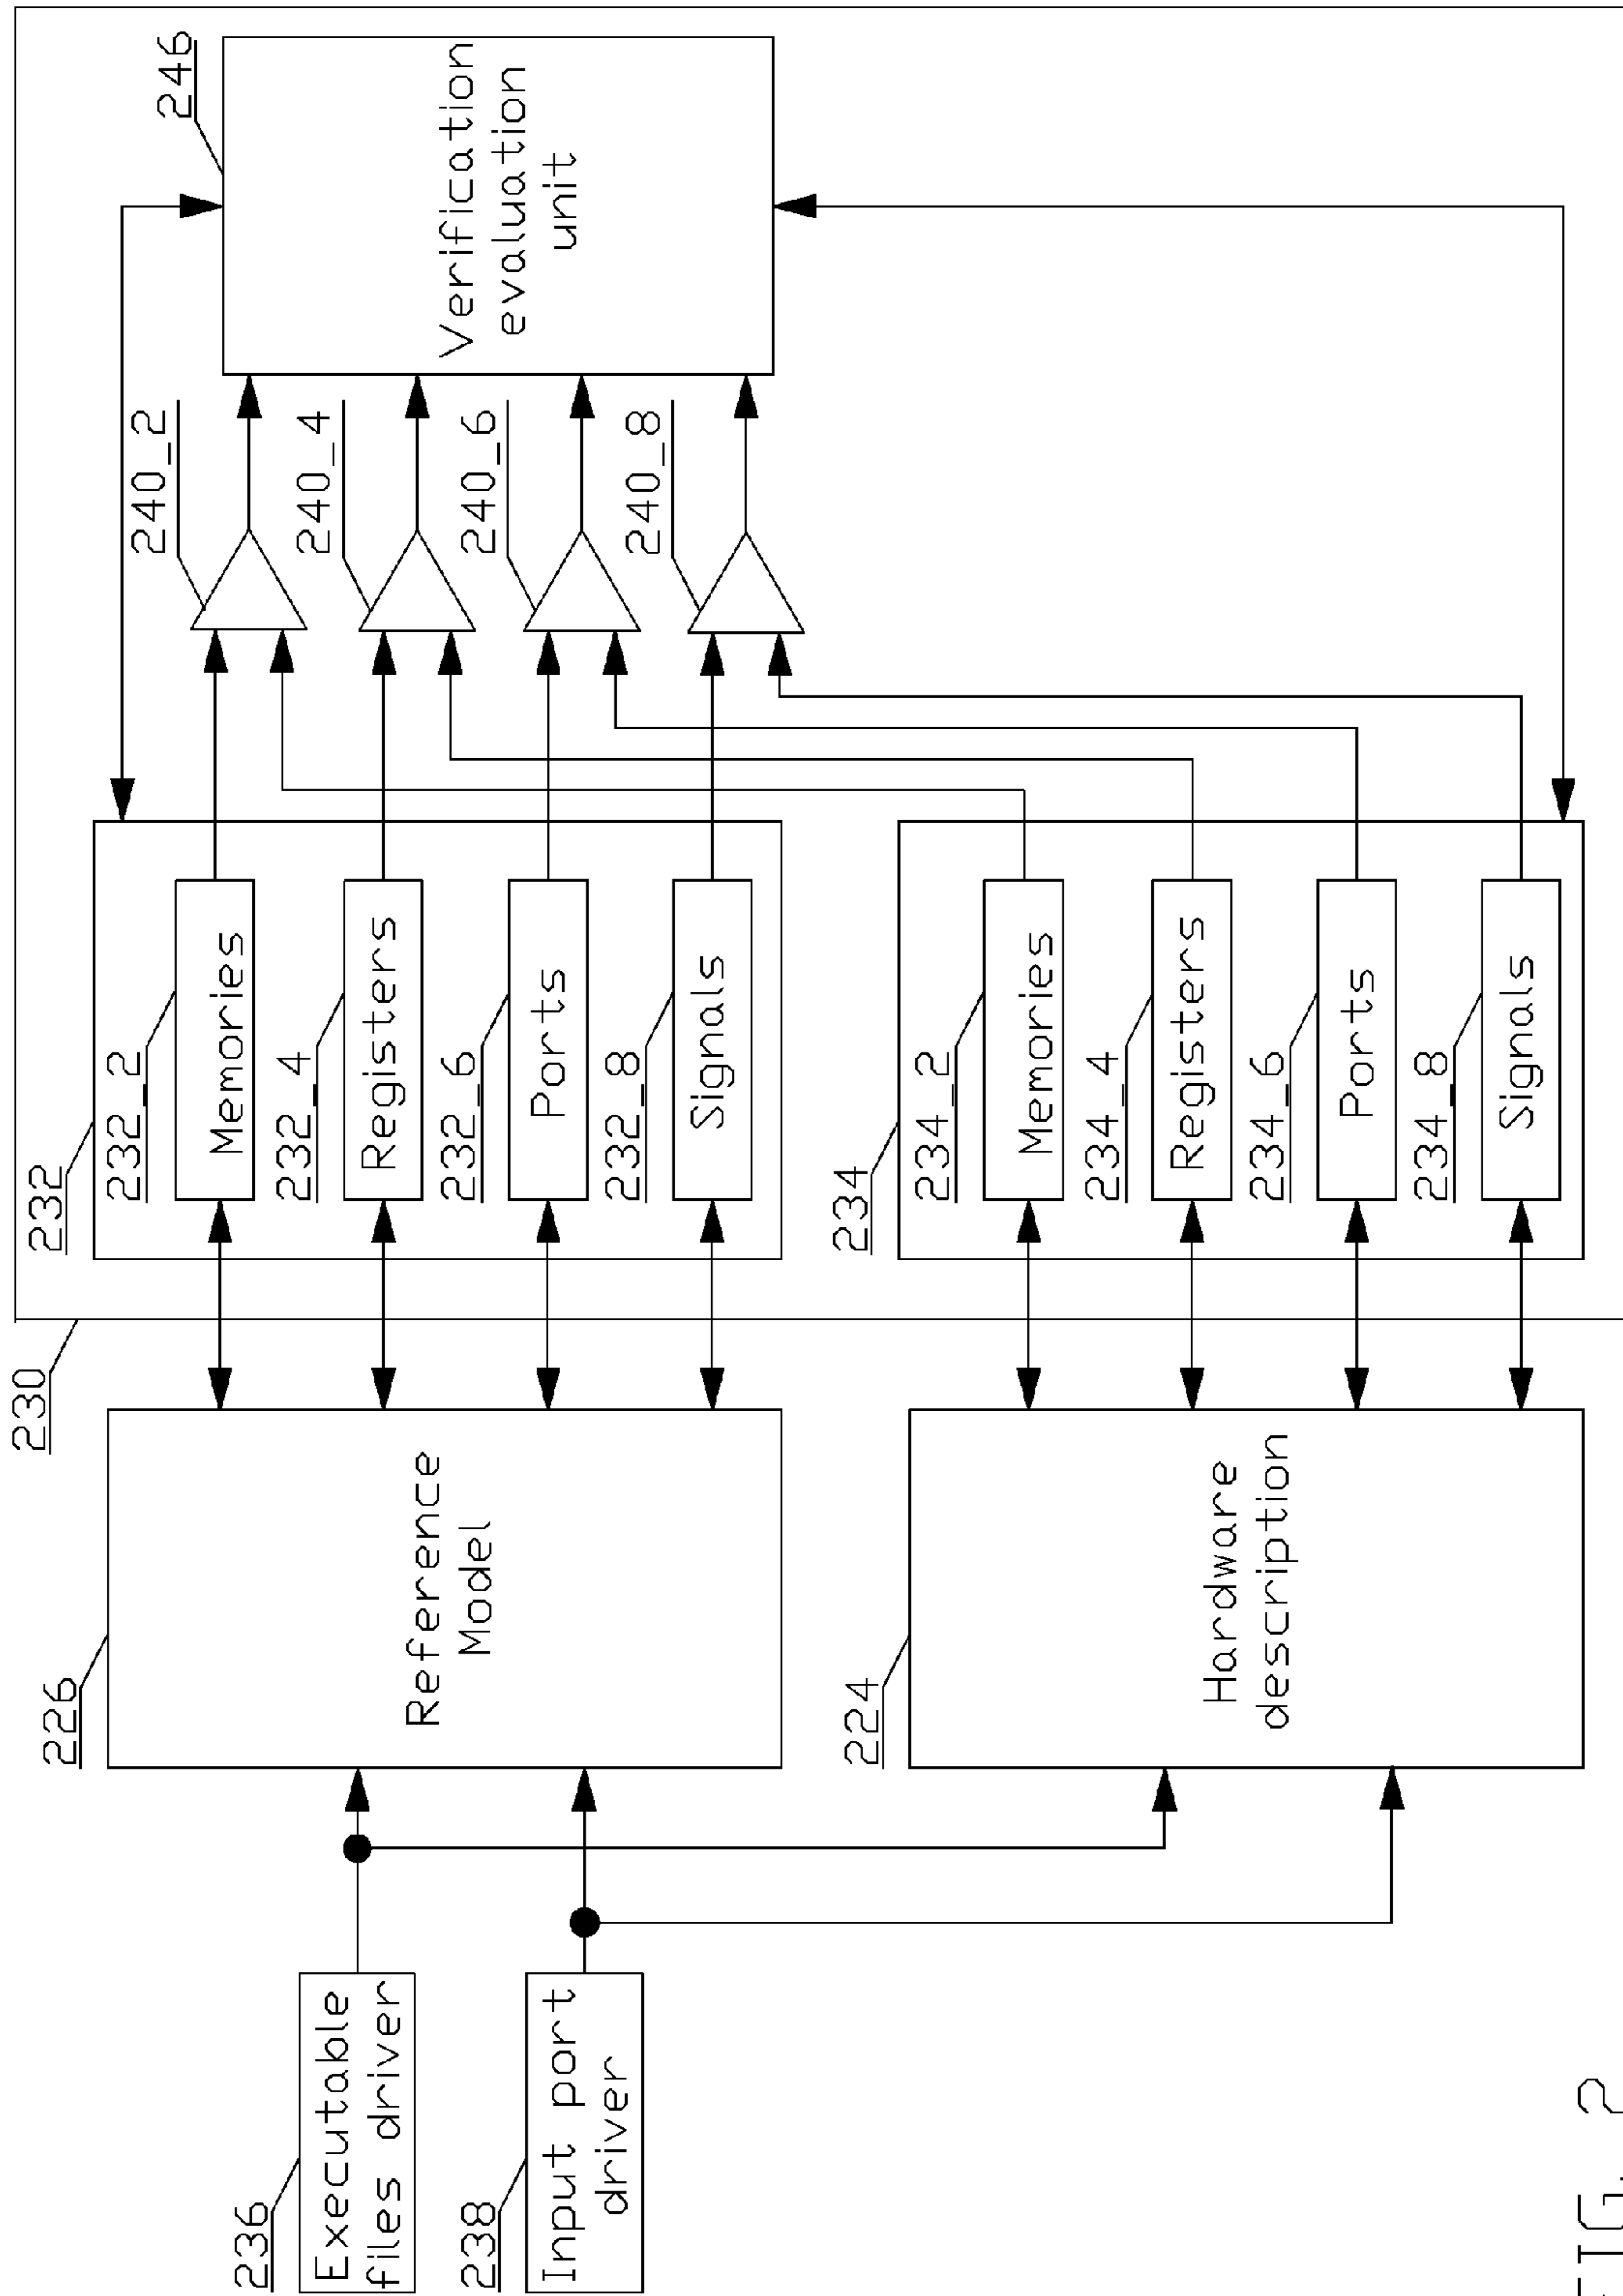 236
Executable
files driver
238
Input port
driver
226
Reference
Model
224
Hardware
description
230
232
232_2
Memories
232_4
Registers
232_6
Ports
232_8
Signals
234
234_2
Memories
234_4
Registers
234_6
Ports
234_8
Signals
240_2
240_4
240_6
240_8
246
Verification
evaluation
unit
FIG. 2